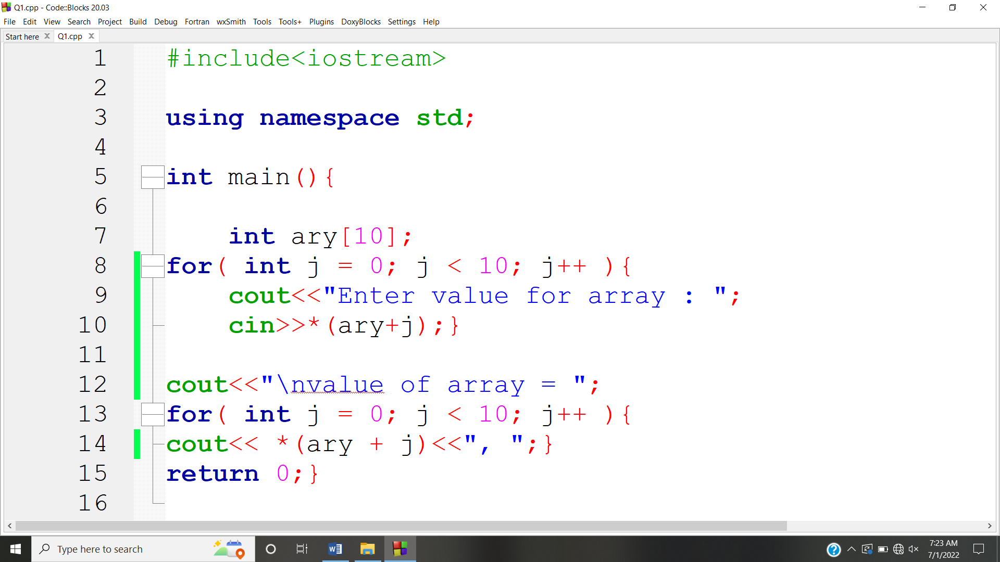 Q1.cpp - Code::Blocks 20.03
File Edit View Search Project Build Debug Fortran wxSmith Tools Tools+ Plugins DoxyBlocks Settings Help
Start here Q1.cpp
1 #include<iostream>
2
3 using namespace std;
4
5 int main(){
6
7 int ary[10];
8 for( int j = 0; j < 10; j++ ){
9 cout<<"Enter value for array : ";
10 cin>>*(ary+j);}
11
12 cout<<"\nvalue of array = ";
13 for( int j = 0; j < 10; j++ ){
14 cout<< *(ary + j)<<", ";}
15 return 0;}
16
Type here to search
7:23 AM
7/1/2022